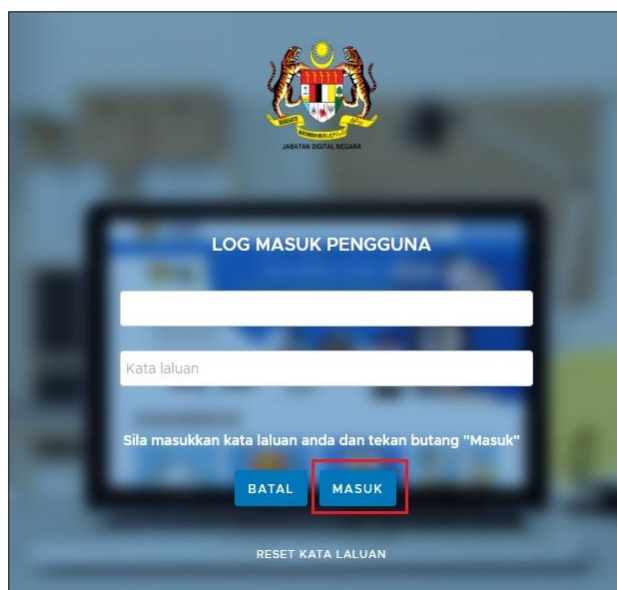 JABATAN DIGITAL NEGARA
LOG MASUK PENGGUNA
Kata laluan
Sila masukkan kata laluan anda dan tekan butang "Masuk"
BATAL MASUK
RESET KATA LALUAN